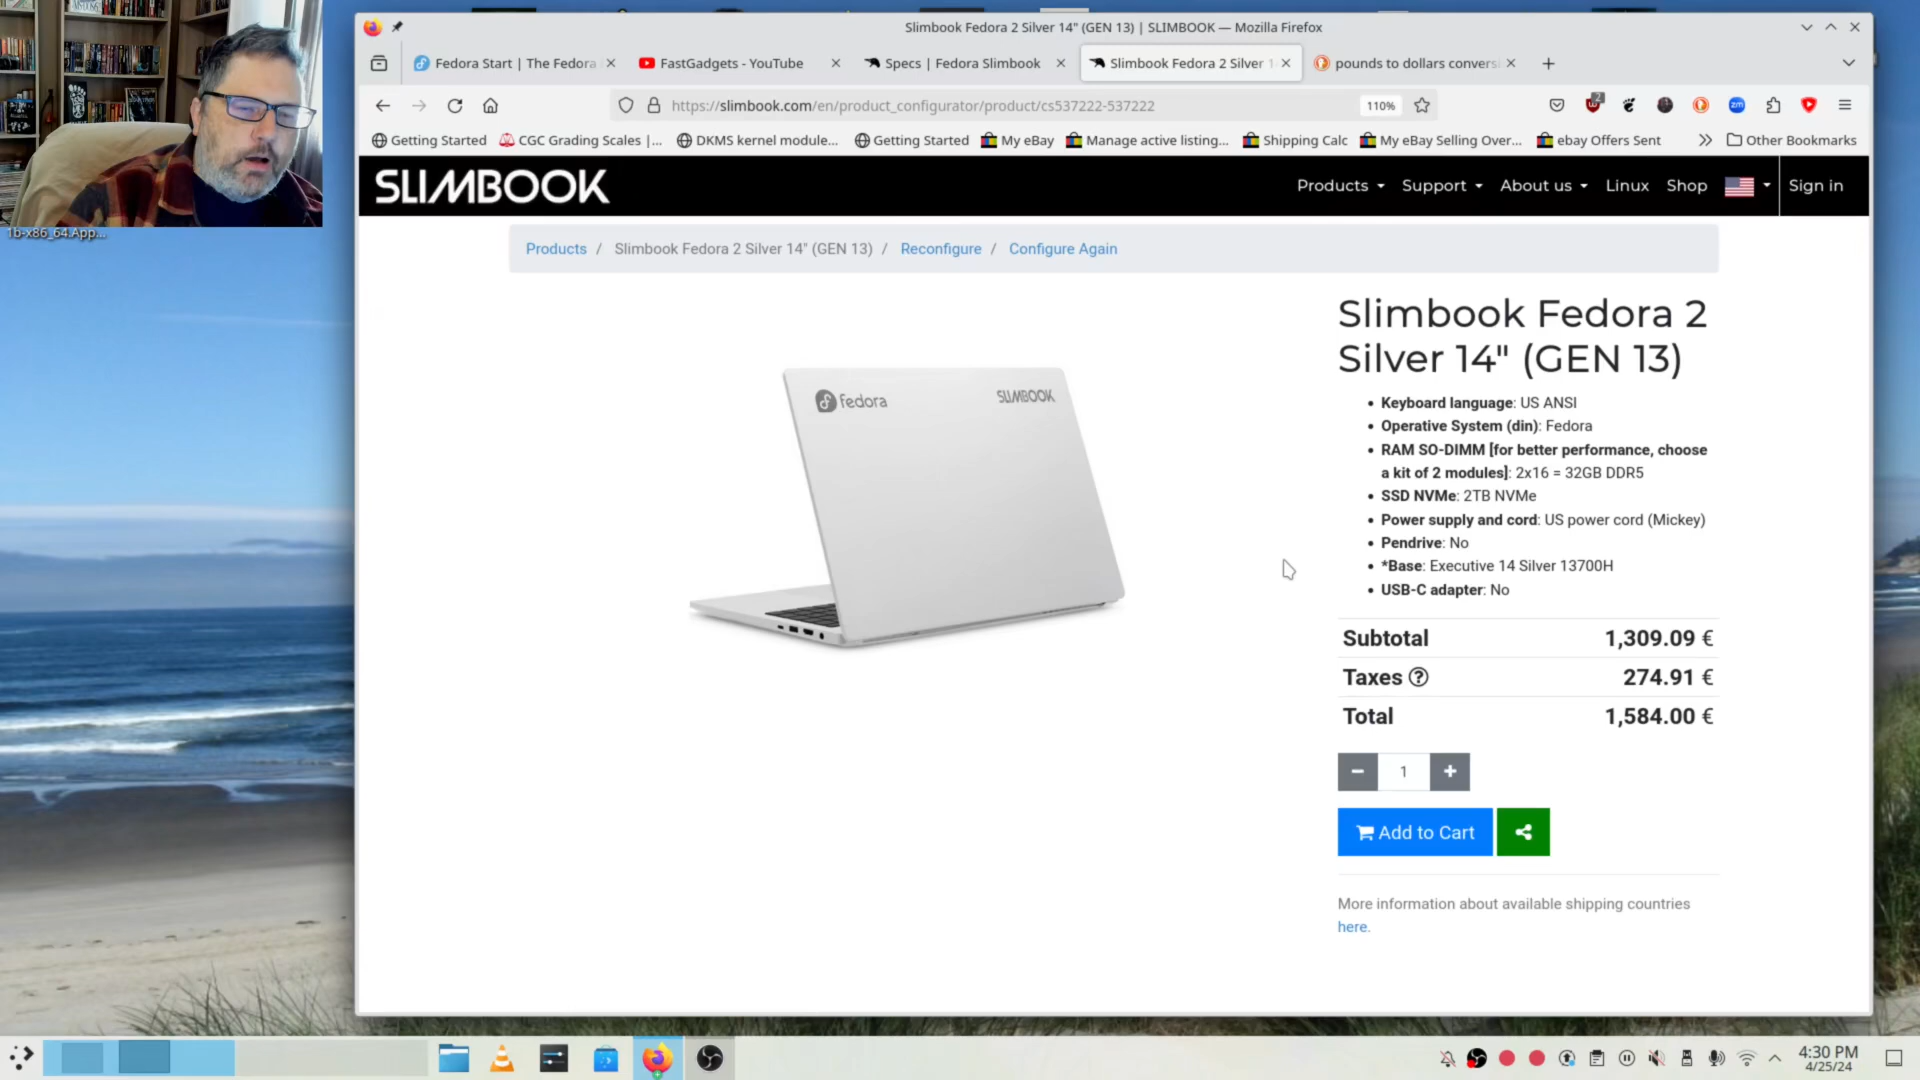 Slimbook Fedora 2 Silver 14" (GEN 13) | SLIMBOOK — Mozilla Firefox
Fedora Start | The Fedora
FastGadgets - YouTube
Specs | Fedora Slimbook
Slimbook Fedora 2 Silver 1
pounds to dollars conversi
https://slimbook.com/en/product_configurator/product/cs537222-537222
110%
2
zm
Getting Started
CGC Grading Scales |...
DKMS kernel module...
Getting Started
My eBay
Manage active listing...
Shipping Calc
My eBay Selling Over...
ebay Offers Sent
Other Bookmarks
SLIMBOOK
Products
Support
About us
Linux
Shop
Sign in
1b-x86_64.App...
Products / Slimbook Fedora 2 Silver 14" (GEN 13) / Reconfigure / Configure Again
fedora
SLIMBOOK
Slimbook Fedora 2
Silver 14" (GEN 13)
• Keyboard language: US ANSI
• Operative System (din): Fedora
• RAM SO-DIMM [for better performance, choose
a kit of 2 modules]: 2x16 = 32GB DDR5
• SSD NVMe: 2TB NVMe
• Power supply and cord: US power cord (Mickey)
• Pendrive: No
• *Base: Executive 14 Silver 13700H
• USB-C adapter: No
Subtotal 1,309.09 €
Taxes ? 274.91 €
Total 1,584.00 €
− 1 +
Add to Cart
More information about available shipping countries
here.
4:30 PM
4/25/24